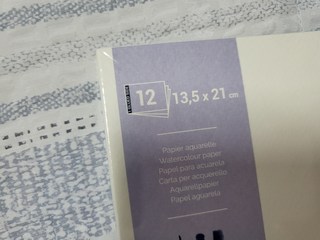 12
13,5 x 21 cm
Papier aquarelle
Watercolour paper
Papel para acuarela
Carta per acquerello
Aquarellpapier
Papel aguarela